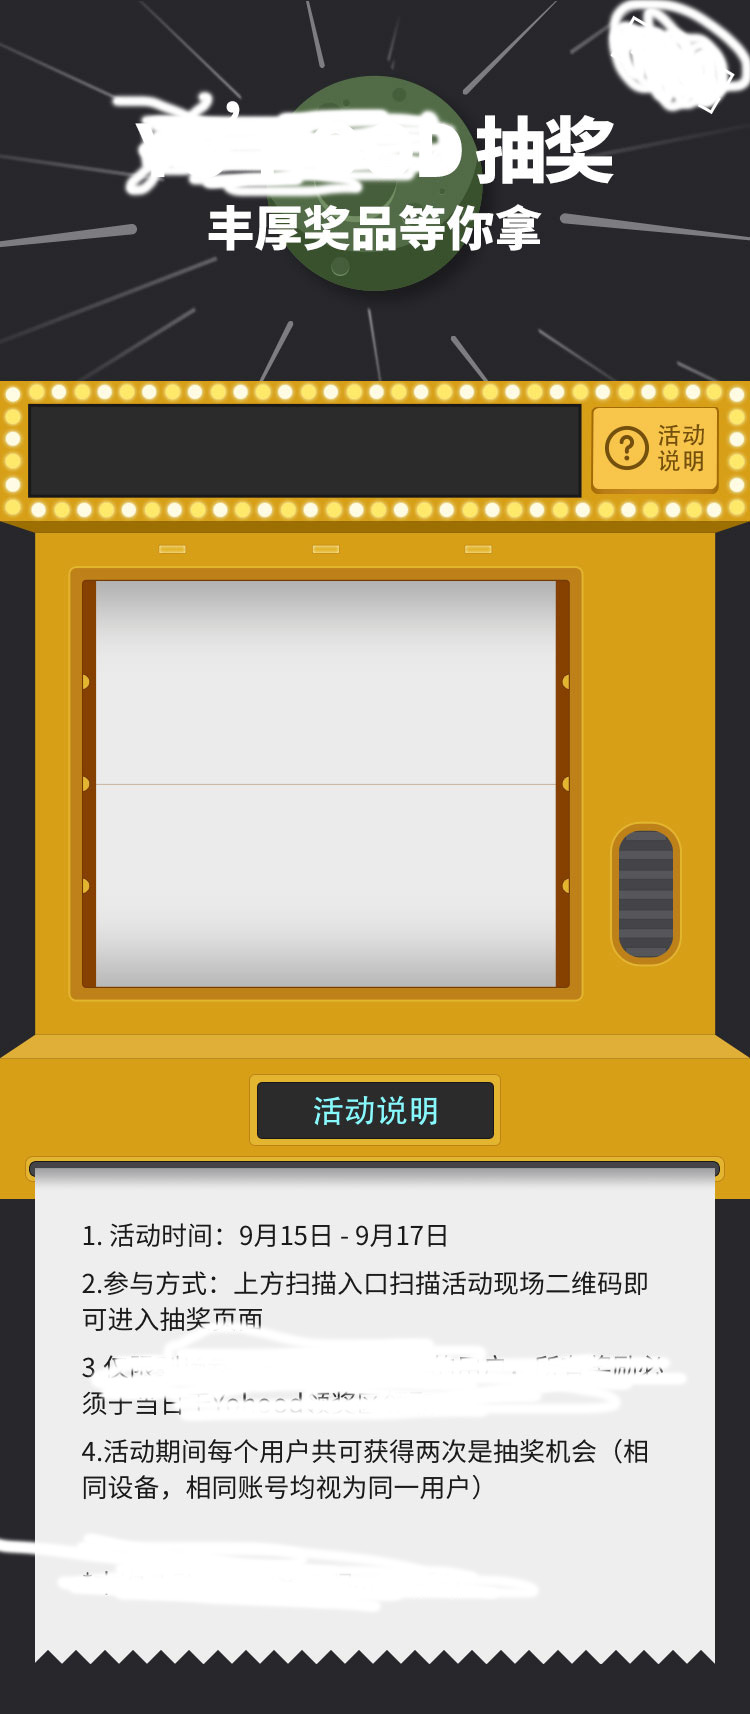 抽奖
丰厚奖品等你拿
活动
说明
活动说明
1. 活动时间：9月15日 - 9月17日
2.参与方式：上方扫描入口扫描活动现场二维码即
可进入抽奖页面
3
须于当日
4.活动期间每个用户共可获得两次是抽奖机会（相
同设备，相同账号均视为同一用户）